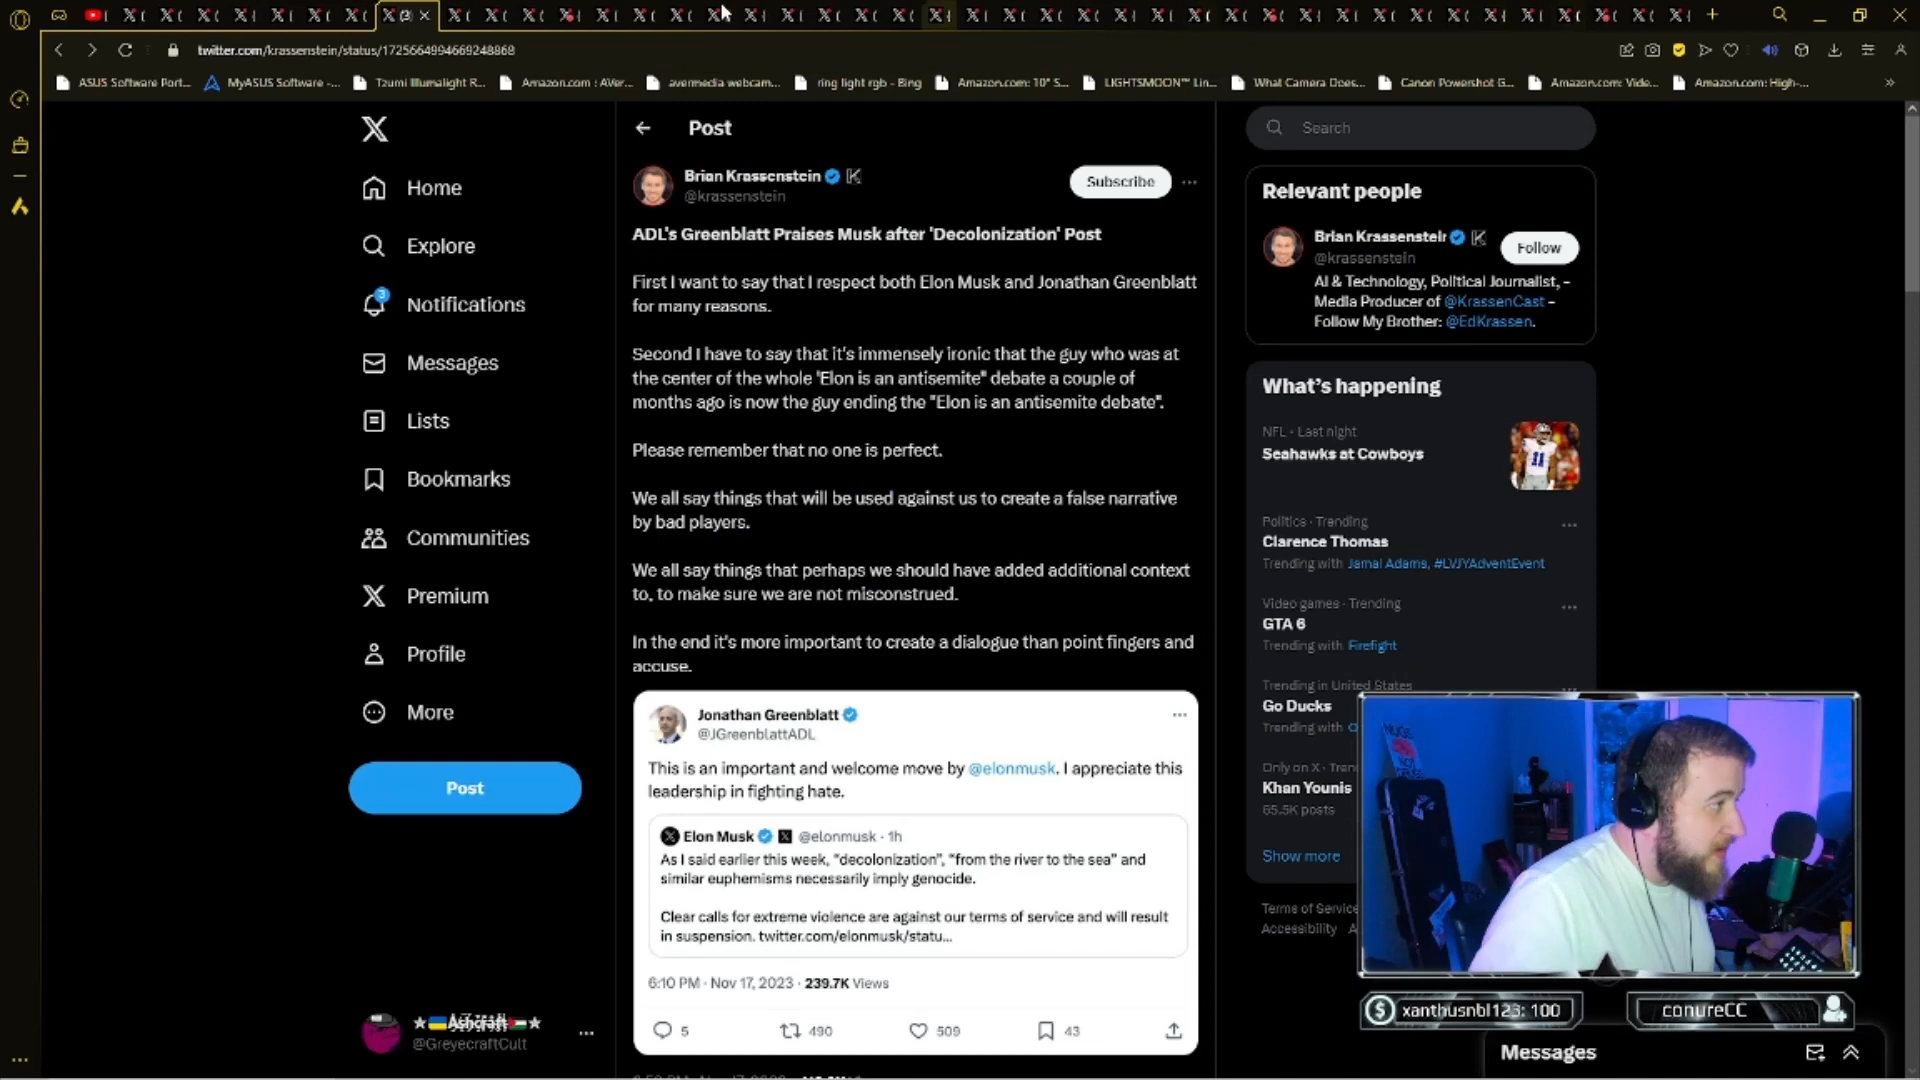 twitter.com/krassenstein/status/1725664994669248868
ASUS Software Port...
MyASUS Software -...
Tzumi Illumalight R...
Amazon.com : AVer...
avermedia webcam...
ring light rgb - Bing
Amazon.com: 10" S...
LIGHTSMOON™ Lin...
What Camera Does...
Canon Powershot G...
Amazon.com: Vide...
Amazon.com: High-...
Home
Explore
3
Notifications
Messages
Lists
Bookmarks
Communities
Premium
Profile
More
Post
Ashcraft
@GreyecraftCult
Post
Brian Krassenstein
@krassenstein
Subscribe
ADL's Greenblatt Praises Musk after 'Decolonization' Post
First I want to say that I respect both Elon Musk and Jonathan Greenblatt
for many reasons.
Second I have to say that it's immensely ironic that the guy who was at
the center of the whole 'Elon is an antisemite" debate a couple of
months ago is now the guy ending the "Elon is an antisemite debate".
Please remember that no one is perfect.
We all say things that will be used against us to create a false narrative
by bad players.
We all say things that perhaps we should have added additional context
to, to make sure we are not misconstrued.
In the end it's more important to create a dialogue than point fingers and
accuse.
Jonathan Greenblatt
@JGreenblattADL
This is an important and welcome move by @elonmusk. I appreciate this
leadership in fighting hate.
Elon Musk @elonmusk · 1h
As I said earlier this week, "decolonization", "from the river to the sea" and
similar euphemisms necessarily imply genocide.
Clear calls for extreme violence are against our terms of service and will result
in suspension. twitter.com/elonmusk/statu...
6:10 PM · Nov 17, 2023 · 239.7K Views
5
490
509
43
Search
Relevant people
Brian Krassenstein
@krassenstein
Follow
AI & Technology, Political Journalist, -
Media Producer of @KrassenCast -
Follow My Brother: @EdKrassen.
What's happening
NFL · Last night
Seahawks at Cowboys
Politics · Trending
Clarence Thomas
Trending with Jamal Adams, #LVJYAdventEvent
Video games · Trending
GTA 6
Trending with Firefight
Trending in United States
Go Ducks
Trending with
Only on X · Tren
Khan Younis
65.5K posts
Show more
Terms of Service
Accessibility
xanthusnbl123: 100
conureCC
Messages